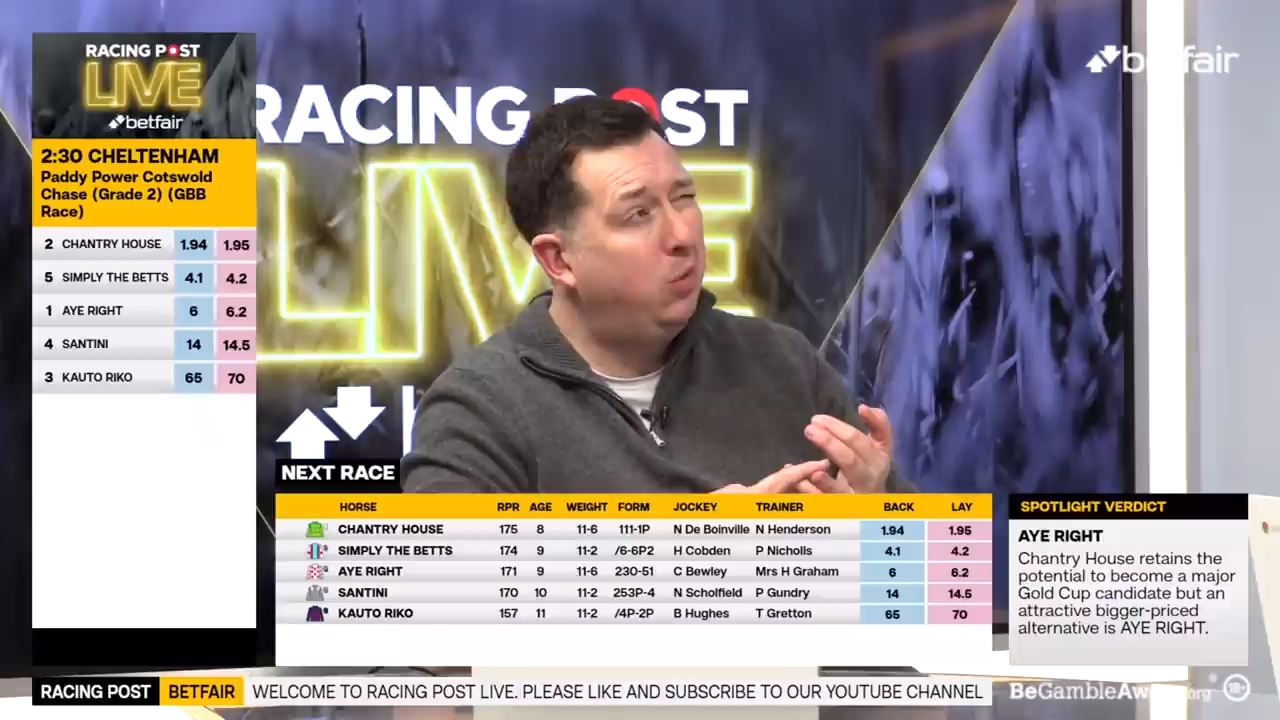 RACING POST
LIVE
betfair
2:30 CHELTENHAM
Paddy Power Cotswold
Chase (Grade 2) (GBB
Race)
2 CHANTRY HOUSE 1.94 1.95
5 SIMPLY THE BETTS 4.1 4.2
1 AYE RIGHT 6 6.2
4 SANTINI 14 14.5
3 KAUTO RIKO 65 70
RACING POST
LIVE
betfair
NEXT RACE
HORSE RPR AGE WEIGHT FORM JOCKEY TRAINER BACK LAY
CHANTRY HOUSE 175 8 11-6 111-1P N De Boinville N Henderson 1.94 1.95
SIMPLY THE BETTS 174 9 11-2 /6-6P2 H Cobden P Nicholls 4.1 4.2
AYE RIGHT 171 9 11-6 230-51 C Bewley Mrs H Graham 6 6.2
SANTINI 170 10 11-2 253P-4 N Scholfield P Gundry 14 14.5
KAUTO RIKO 157 11 11-2 /4P-2P B Hughes T Gretton 65 70
SPOTLIGHT VERDICT
AYE RIGHT
Chantry House retains the
potential to become a major
Gold Cup candidate but an
attractive bigger-priced
alternative is AYE RIGHT.
RACING POST BETFAIR WELCOME TO RACING POST LIVE. PLEASE LIKE AND SUBSCRIBE TO OUR YOUTUBE CHANNEL
BeGambleAware.org 18+